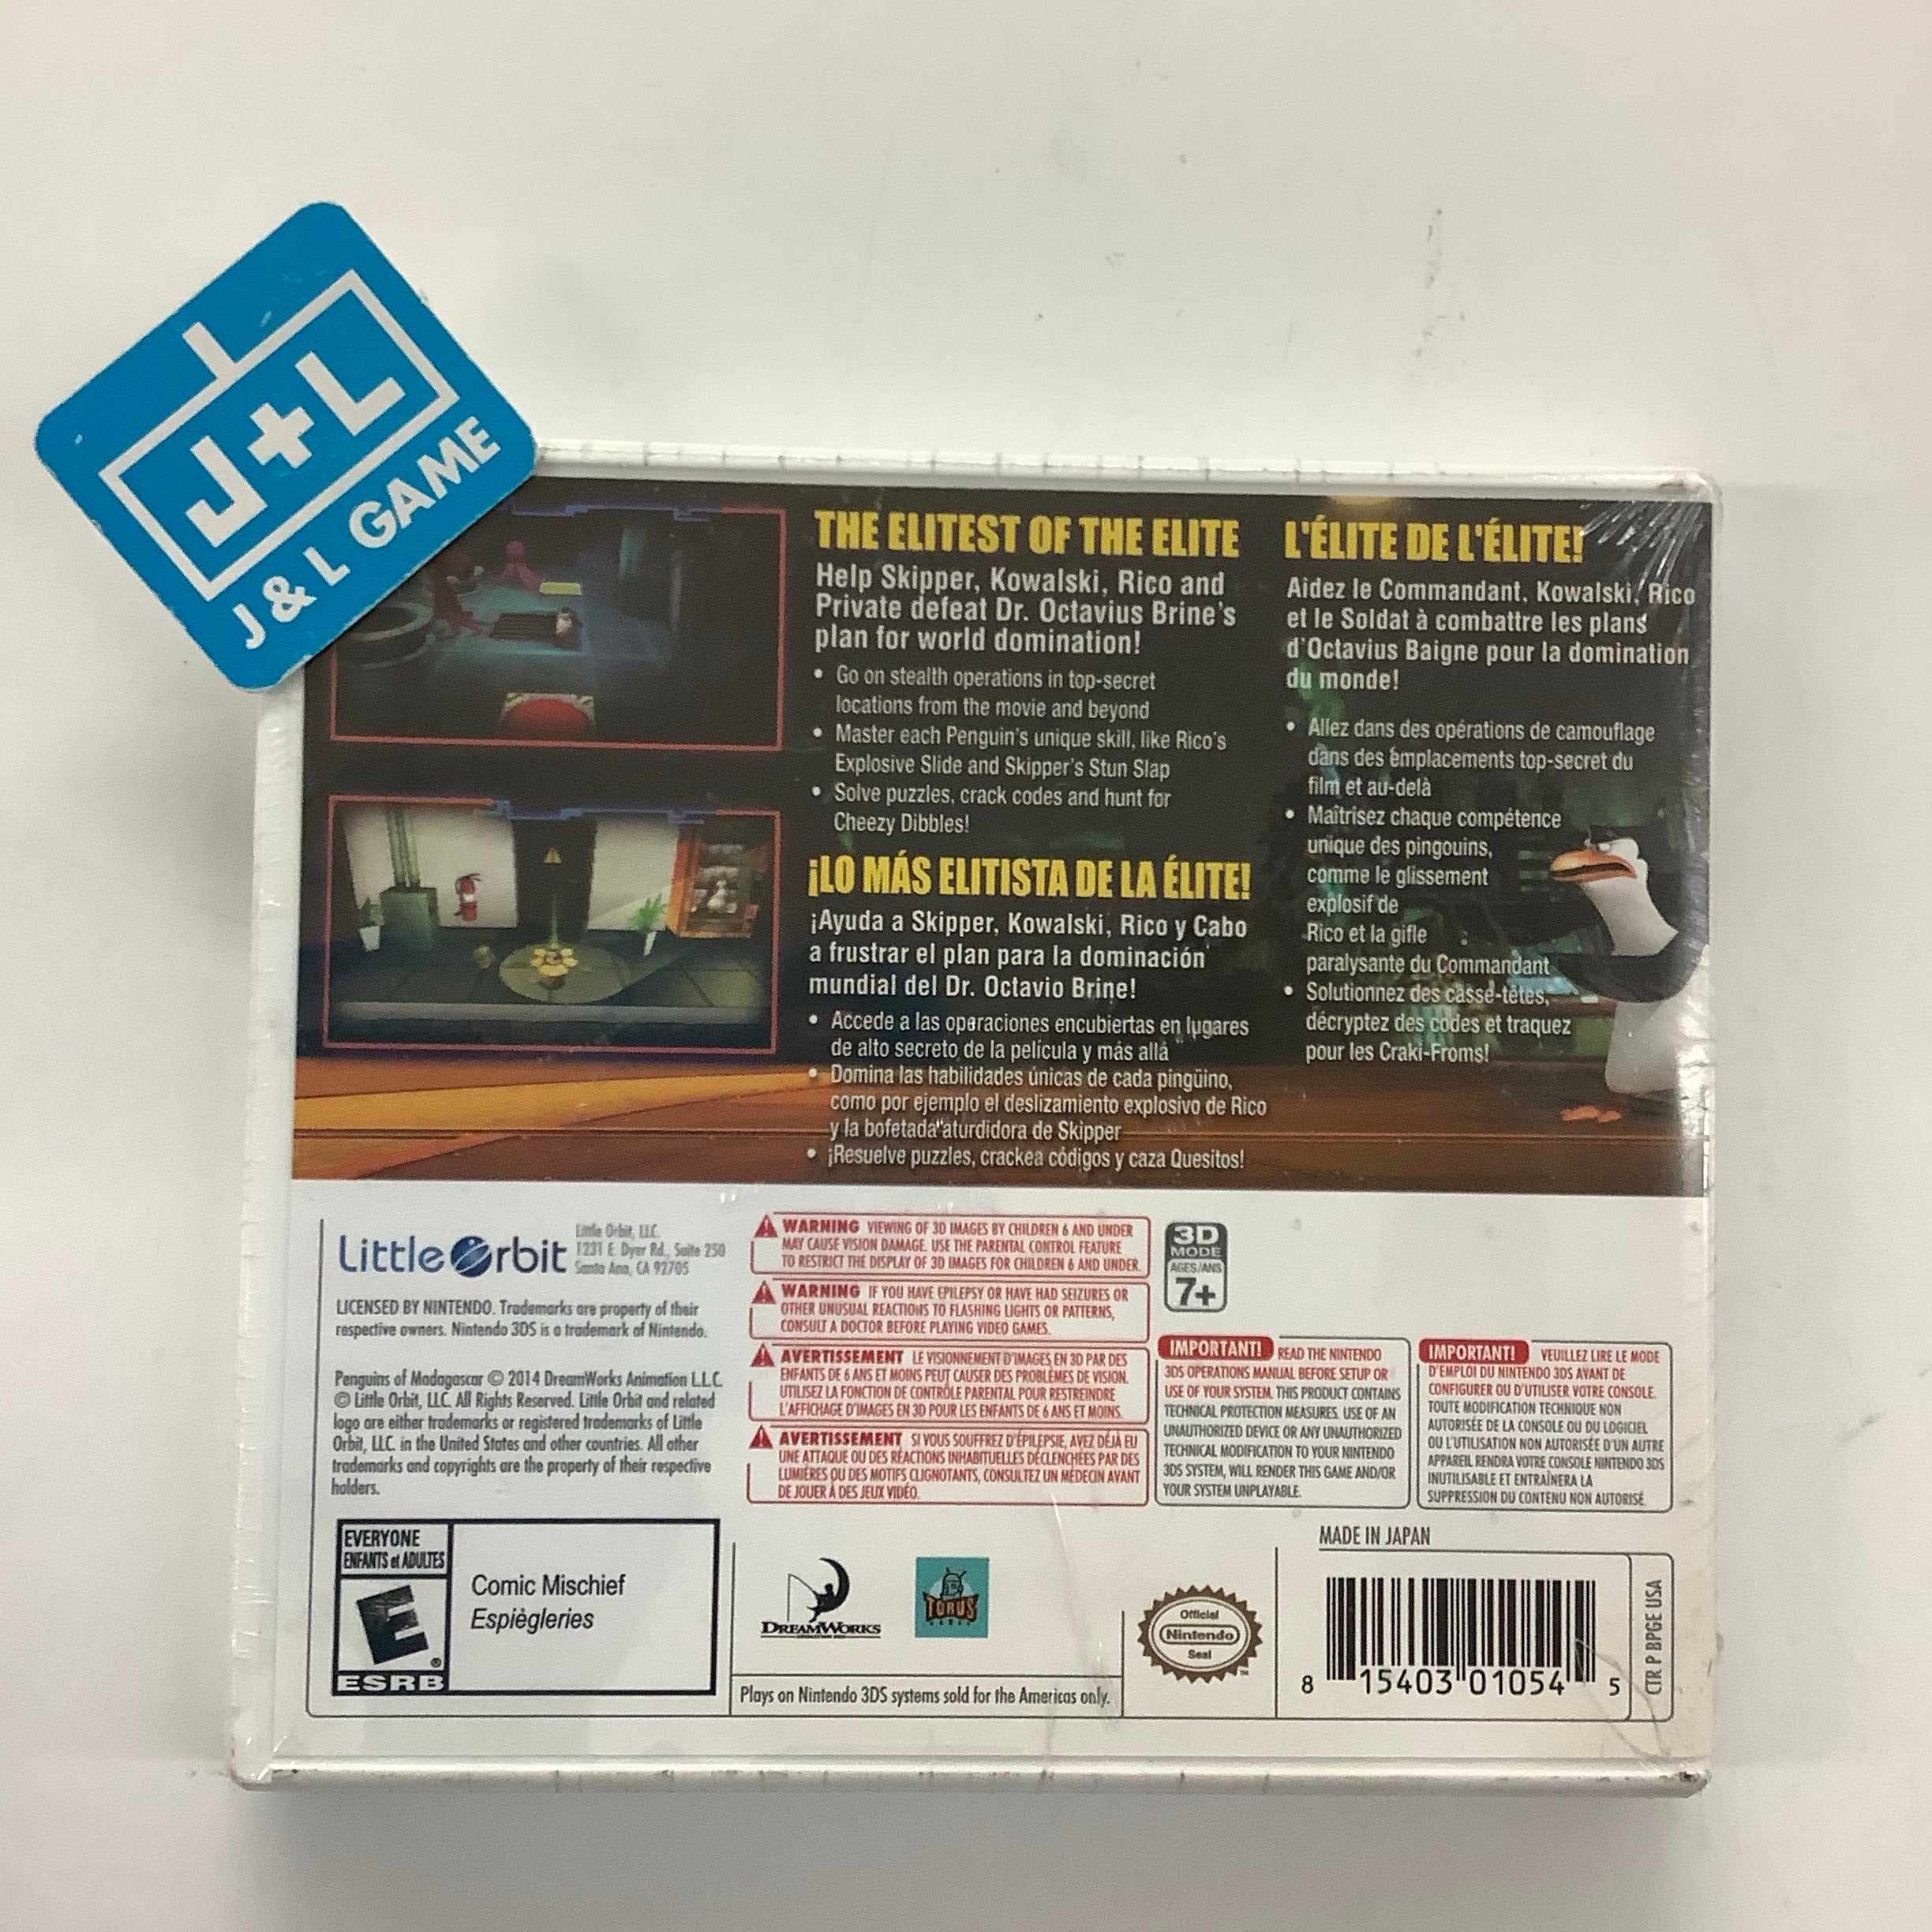 J+L
J & L GAME
THE ELITEST OF THE ELITE
Help Skipper, Kowalski, Rico and
Private defeat Dr. Octavius Brine's
plan for world domination!
• Go on stealth operations in top-secret
locations from the movie and beyond
• Master each Penguin's unique skill, like Rico's
Explosive Slide and Skipper's Stun Slap
• Solve puzzles, crack codes and hunt for
Cheezy Dibbles!
¡LO MÁS ELITISTA DE LA ÉLITE!
¡Ayuda a Skipper, Kowalski, Rico y Cabo
a frustrar el plan para la dominación
mundial del Dr. Octavio Brine!
• Accede a las operaciones encubiertas en lugares
de alto secreto de la película y más allá
• Domina las habilidades únicas de cada pingüino,
como por ejemplo el deslizamiento explosivo de Rico
y la bofetada aturdidora de Skipper
• ¡Resuelve puzzles, crackea códigos y caza Quesitos!
L'ÉLITE DE L'ÉLITE!
Aidez le Commandant, Kowalski, Rico
et le Soldat à combattre les plans
d'Octavius Baigne pour la domination
du monde!
• Allez dans des opérations de camouflage
dans des emplacements top-secret du
film et au-delà
• Maîtrisez chaque compétence
unique des pingouins,
comme le glissement
explosif de
Rico et la gifle
paralysante du Commandant
• Solutionnez des casse-têtes,
décryptez des codes et traquez
pour les Craki-Froms!
Little Orbit
Little Orbit, LLC.
1231 E. Dyer Rd., Suite 250
Santa Ana, CA 92705
LICENSED BY NINTENDO. Trademarks are property of their
respective owners. Nintendo 3DS is a trademark of Nintendo.
Penguins of Madagascar © 2014 DreamWorks Animation L.L.C.
© Little Orbit, LLC. All Rights Reserved. Little Orbit and related
logo are either trademarks or registered trademarks of Little
Orbit, LLC. in the United States and other countries. All other
trademarks and copyrights are the property of their respective
holders.
WARNING VIEWING OF 3D IMAGES BY CHILDREN 6 AND UNDER
MAY CAUSE VISION DAMAGE. USE THE PARENTAL CONTROL FEATURE
TO RESTRICT THE DISPLAY OF 3D IMAGES FOR CHILDREN 6 AND UNDER.
WARNING IF YOU HAVE EPILEPSY OR HAVE HAD SEIZURES OR
OTHER UNUSUAL REACTIONS TO FLASHING LIGHTS OR PATTERNS,
CONSULT A DOCTOR BEFORE PLAYING VIDEO GAMES.
AVERTISSEMENT LE VISIONNEMENT D'IMAGES EN 3D PAR DES
ENFANTS DE 6 ANS ET MOINS PEUT CAUSER DES PROBLÈMES DE VISION.
UTILISEZ LA FONCTION DE CONTRÔLE PARENTAL POUR RESTREINDRE
L'AFFICHAGE D'IMAGES EN 3D POUR LES ENFANTS DE 6 ANS ET MOINS.
AVERTISSEMENT SI VOUS SOUFFREZ D'ÉPILEPSIE, AVEZ DÉJÀ EU
UNE ATTAQUE OU DES RÉACTIONS INHABITUELLES DÉCLENCHÉES PAR DES
LUMIÈRES OU DES MOTIFS CLIGNOTANTS, CONSULTEZ UN MÉDECIN AVANT
DE JOUER À DES JEUX VIDÉO.
3D
MODE
AGES/ANS
7+
IMPORTANT! READ THE NINTENDO
3DS OPERATIONS MANUAL BEFORE SETUP OR
USE OF YOUR SYSTEM. THIS PRODUCT CONTAINS
TECHNICAL PROTECTION MEASURES. USE OF AN
UNAUTHORIZED DEVICE OR ANY UNAUTHORIZED
TECHNICAL MODIFICATION TO YOUR NINTENDO
3DS SYSTEM, WILL RENDER THIS GAME AND/OR
YOUR SYSTEM UNPLAYABLE.
IMPORTANT! VEUILLEZ LIRE LE MODE
D'EMPLOI DU NINTENDO 3DS AVANT DE
CONFIGURER OU D'UTILISER VOTRE CONSOLE.
TOUTE MODIFICATION TECHNIQUE NON
AUTORISÉE DE LA CONSOLE OU DU LOGICIEL
OU L'UTILISATION NON AUTORISÉE D'UN AUTRE
APPAREIL RENDRA VOTRE CONSOLE NINTENDO 3DS
INUTILISABLE ET ENTRAÎNERA LA
SUPPRESSION DU CONTENU NON AUTORISÉ.
EVERYONE
ENFANTS et ADULTES
E
ESRB
Comic Mischief
Espiègleries
DREAMWORKS
TORUS
Plays on Nintendo 3DS systems sold for the Americas only.
Official
Nintendo
Seal
MADE IN JAPAN
8 15403 01054 5
CTR P BPGE USA